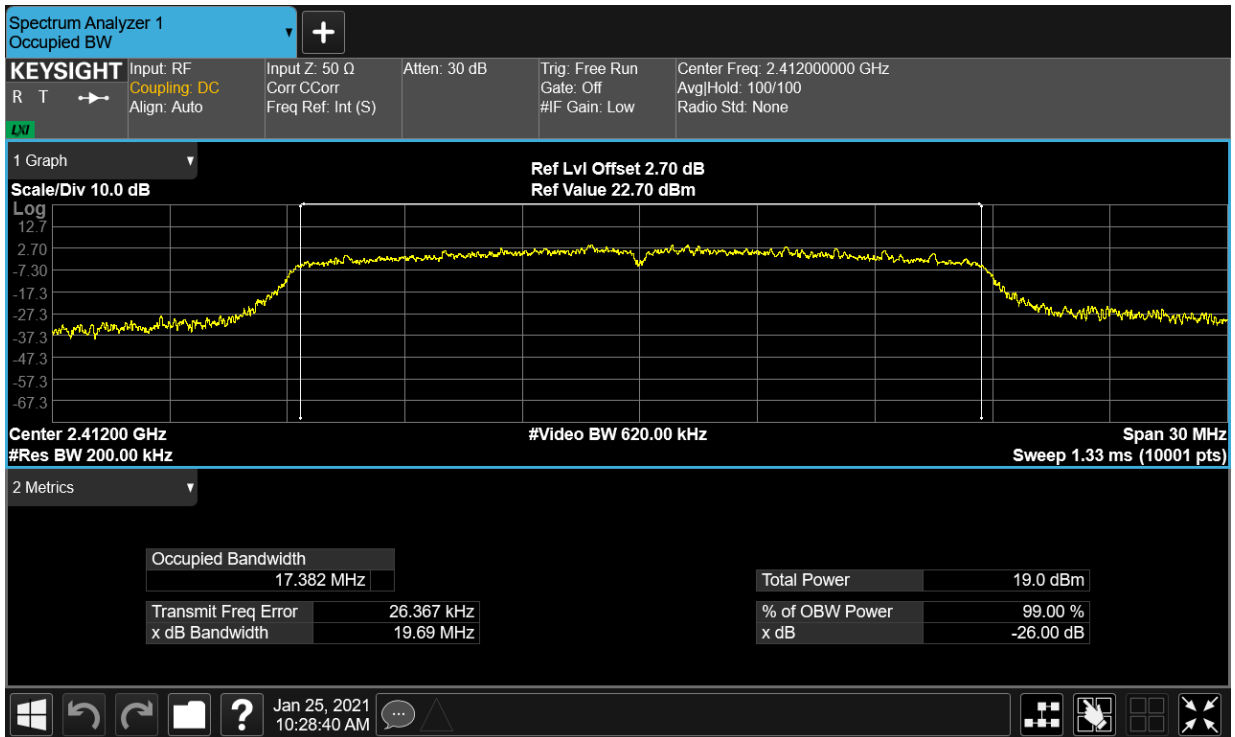 Spectrum Analyzer 1
Occupied BW
KEYSIGHT
R T
LXI
Input: RF
Coupling: DC
Align: Auto
Input Z: 50 Ω
Corr CCorr
Freq Ref: Int (S)
Atten: 30 dB
Trig: Free Run
Gate: Off
#IF Gain: Low
Center Freq: 2.412000000 GHz
Avg|Hold: 100/100
Radio Std: None
1 Graph
Scale/Div 10.0 dB
Ref Lvl Offset 2.70 dB
Ref Value 22.70 dBm
Log
12.7
2.70
-7.30
-17.3
-27.3
-37.3
-47.3
-57.3
-67.3
Center 2.41200 GHz
#Video BW 620.00 kHz
Span 30 MHz
#Res BW 200.00 kHz
Sweep 1.33 ms (10001 pts)
2 Metrics
Occupied Bandwidth
17.382 MHz
Total Power 19.0 dBm
Transmit Freq Error 26.367 kHz
% of OBW Power 99.00 %
x dB Bandwidth 19.69 MHz
x dB -26.00 dB
?
Jan 25, 2021
10:28:40 AM